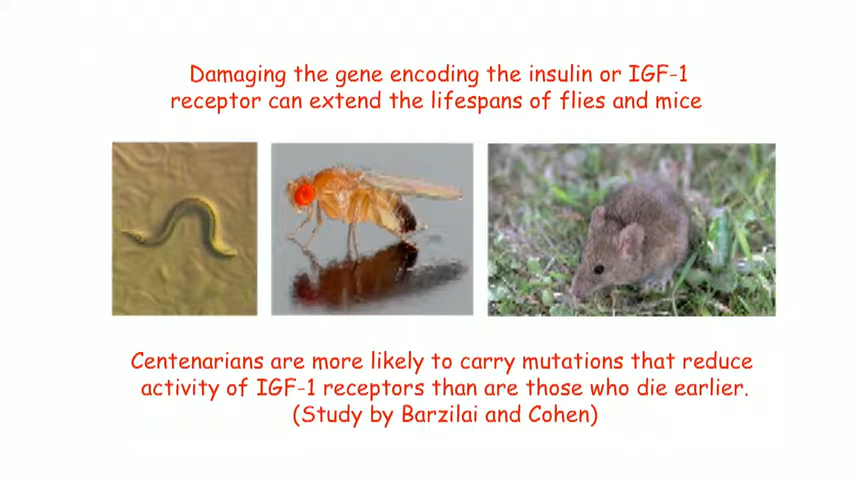 Damaging the gene encoding the insulin or IGF-1
receptor can extend the lifespans of flies and mice
Centenarians are more likely to carry mutations that reduce
activity of IGF-1 receptors than are those who die earlier.
(Study by Barzilai and Cohen)